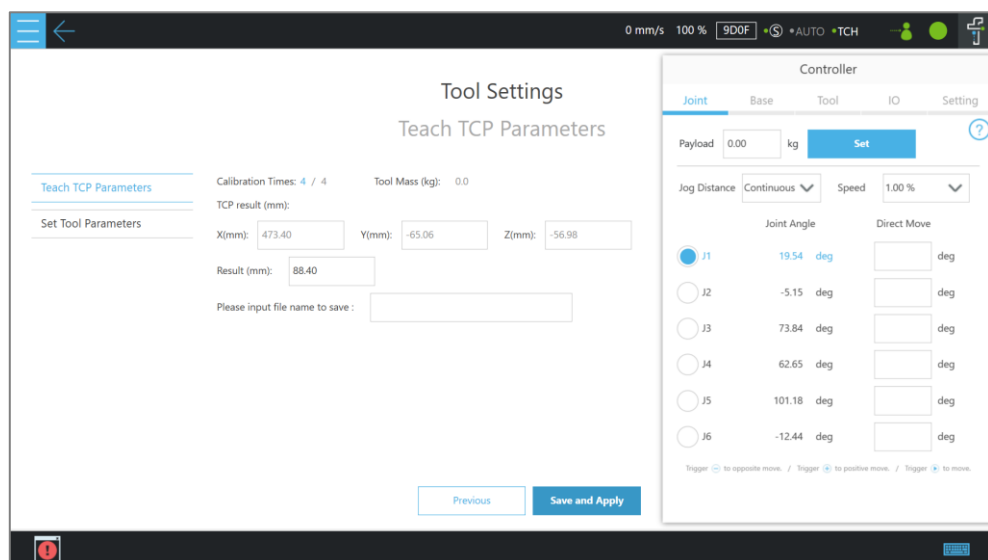 0 mm/s 100 % 9D0F S AUTO TCH
Tool Settings
Teach TCP Parameters
Teach TCP Parameters
Set Tool Parameters
Calibration Times: 4 / 4 Tool Mass (kg): 0.0
TCP result (mm):
X(mm): 473.40 Y(mm): -65.06 Z(mm): -56.98
Result (mm): 88.40
Please input file name to save :
Previous Save and Apply
Controller
Joint Base Tool IO Setting
?
Payload 0.00 kg Set
Jog Distance Continuous Speed 1.00 %
Joint Angle Direct Move
J1 19.54 deg deg
J2 -5.15 deg deg
J3 73.84 deg deg
J4 62.65 deg deg
J5 101.18 deg deg
J6 -12.44 deg deg
Trigger - to opposite move. / Trigger + to positive move. / Trigger to move.